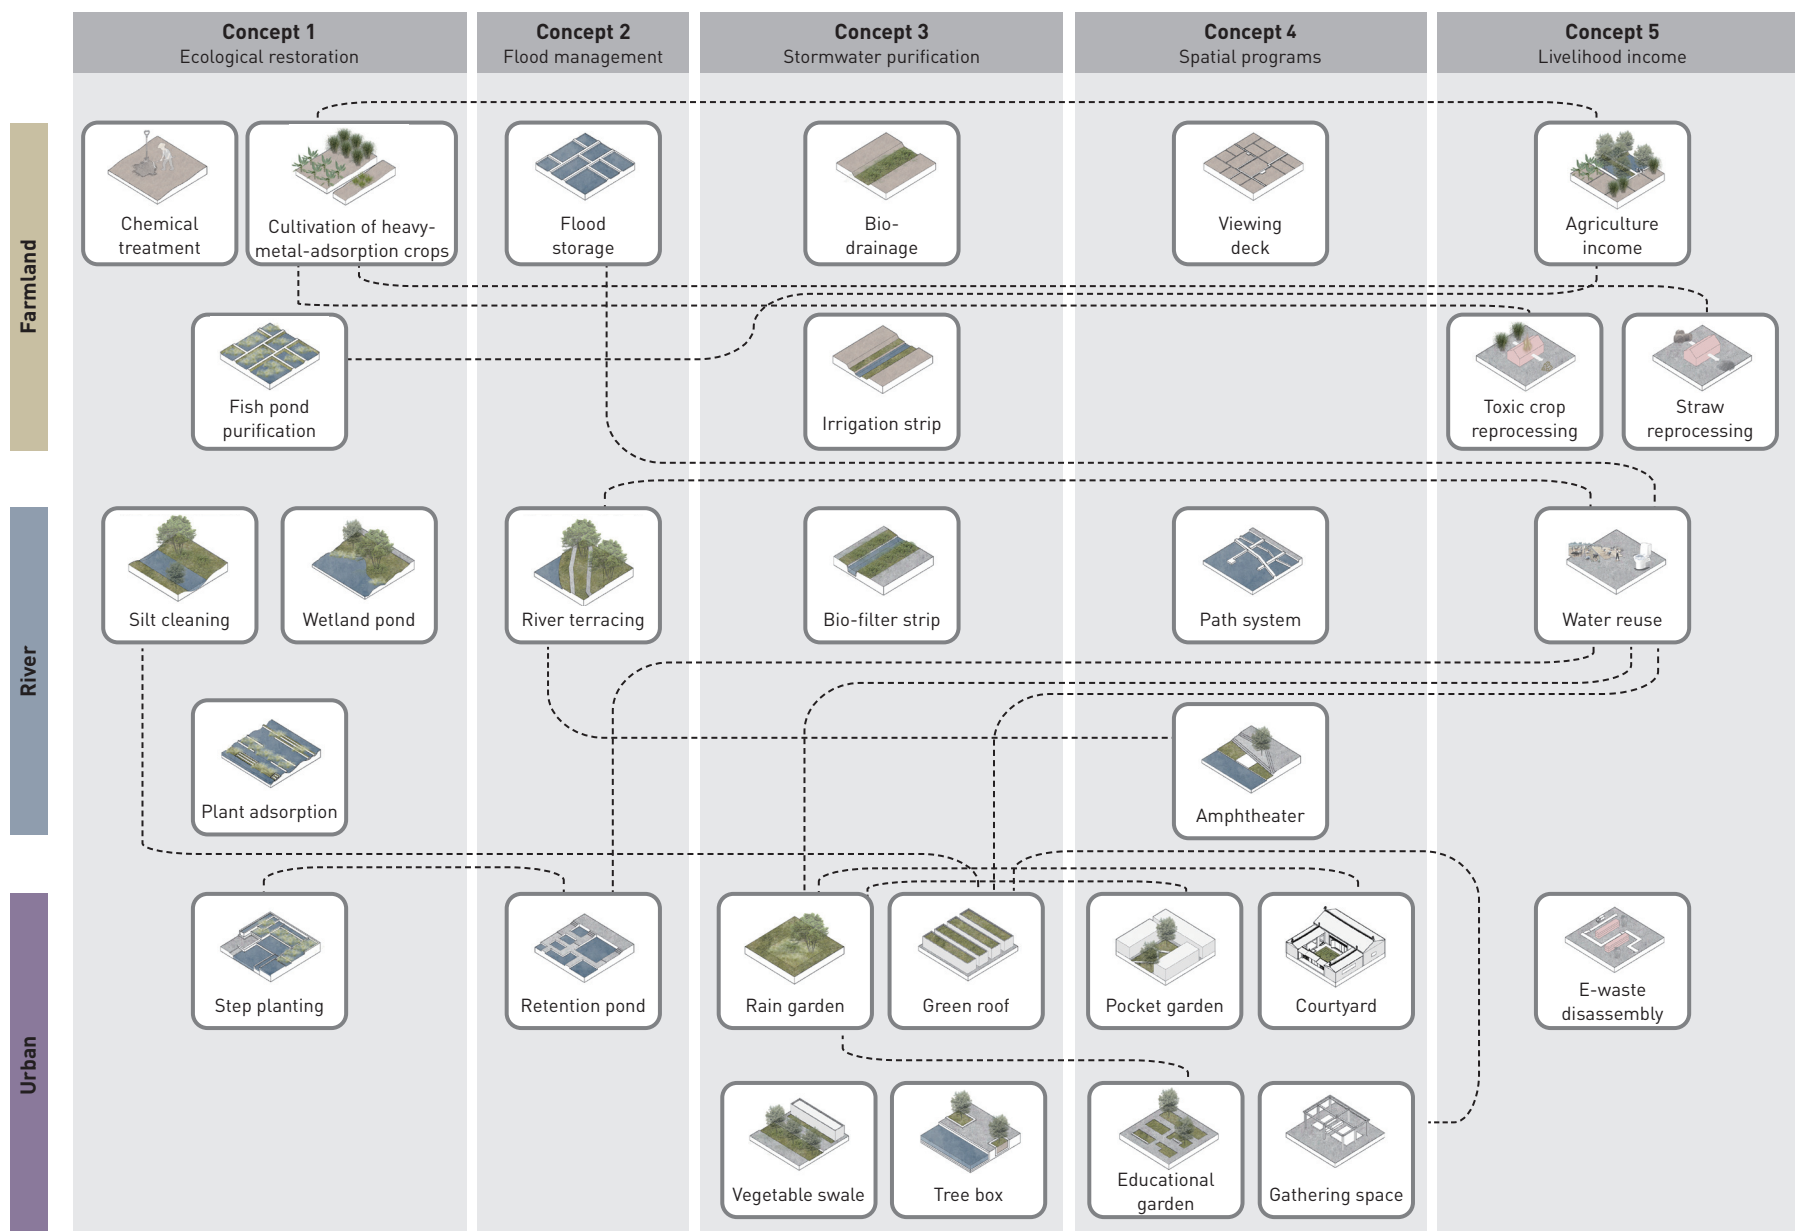 Concept 1
Ecological restoration
Concept 2
Flood management
Concept 3
Stormwater purification
Concept 4
Spatial programs
Concept 5
Livelihood income
Farmland
Chemical
treatment
Cultivation of heavy-
metal-adsorption crops
Flood
storage
Bio-
drainage
Viewing
deck
Agriculture
income
Fish pond
purification
Irrigation strip
Toxic crop
reprocessing
Straw
reprocessing
River
Silt cleaning
Wetland pond
River terracing
Bio-filter strip
Path system
Water reuse
Plant adsorption
Amphtheater
Urban
Step planting
Retention pond
Rain garden
Green roof
Pocket garden
Courtyard
E-waste
disassembly
Vegetable swale
Tree box
Educational
garden
Gathering space